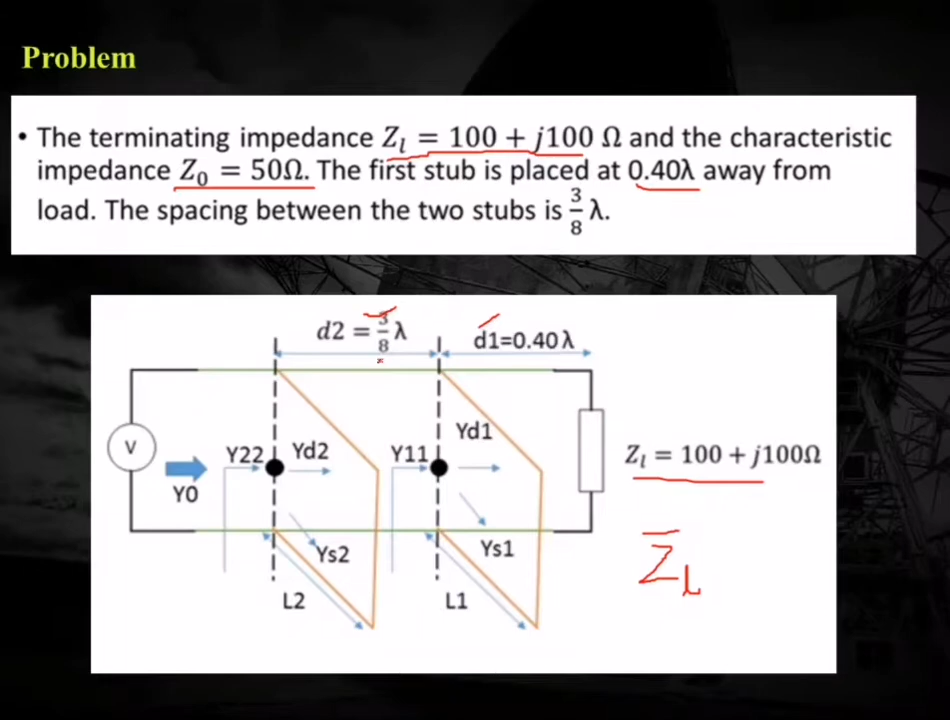 Problem
• The terminating impedance Z_l = 100 + j100 Ω and the characteristic
impedance Z_0 = 50Ω. The first stub is placed at 0.40λ away from
load. The spacing between the two stubs is 3/8 λ.
d2 = 3/8 λ
d1=0.40 λ
Yd1
V
Y22
Yd2
Y11
Z_l = 100 + j100Ω
Y0
Ys2
Ys1
Z̅_L
L2
L1